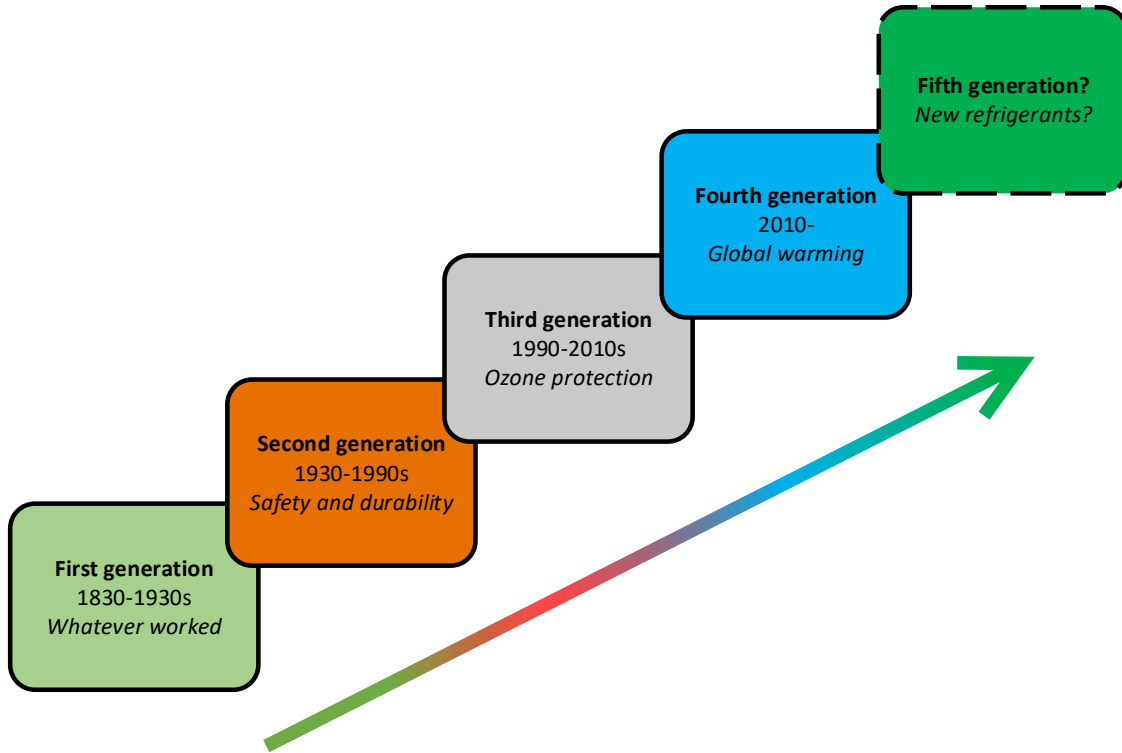 Fifth generation?
New refrigerants?
Fourth generation
2010-
Global warming
Third generation
1990-2010s
Ozone protection
Second generation
1930-1990s
Safety and durability
First generation
1830-1930s
Whatever worked